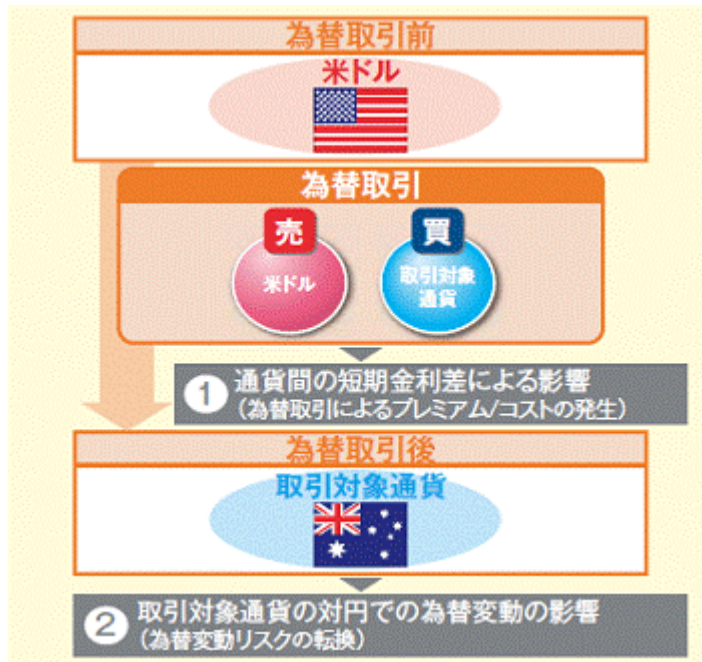 為替取引前
米ドル
為替取引
売
米ドル
買
取引対象
通貨
1 通貨間の短期金利差による影響
（為替取引によるプレミアム/コストの発生）
為替取引後
取引対象通貨
2 取引対象通貨の対円での為替変動の影響
（為替変動リスクの転換）